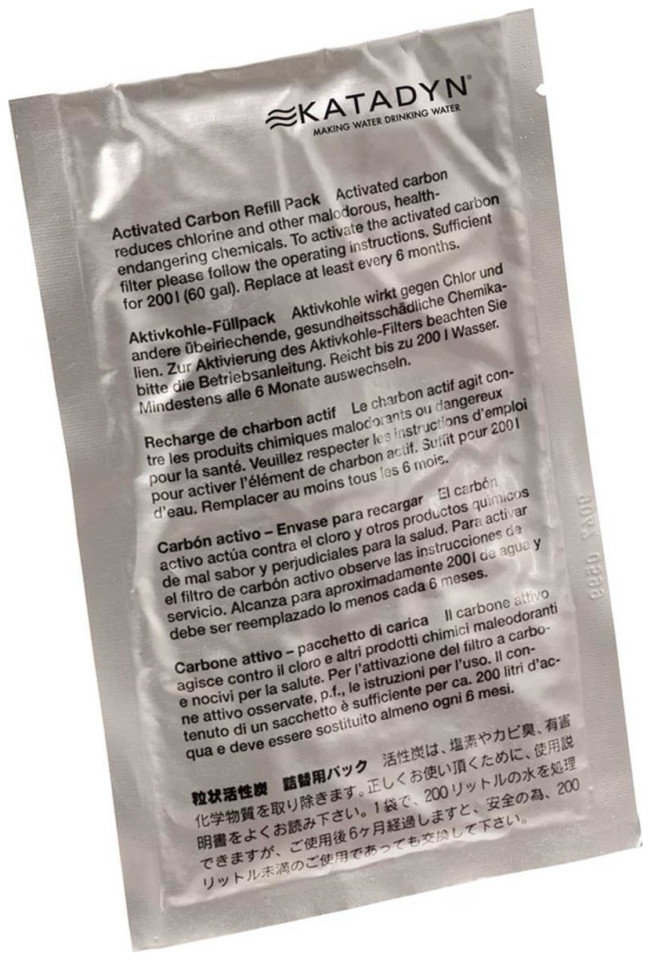 KATADYN®
MAKING WATER DRINKING WATER
Activated Carbon Refill Pack Activated carbon
reduces chlorine and other malodorous, health-
endangering chemicals. To activate the activated carbon
filter please follow the operating instructions. Sufficient
for 200 l (60 gal). Replace at least every 6 months.
Aktivkohle-Füllpack Aktivkohle wirkt gegen Chlor und
andere übelriechende, gesundheitsschädliche Chemika-
lien. Zur Aktivierung des Aktivkohle-Filters beachten Sie
bitte die Betriebsanleitung. Reicht bis zu 200 l Wasser.
Mindestens alle 6 Monate auswechseln.
Recharge de charbon actif Le charbon actif agit con-
tre les produits chimiques malodorants ou dangereux
pour la santé. Veuillez respecter les instructions d'emploi
pour activer l'élément de charbon actif. Suffit pour 200 l
d'eau. Remplacer au moins tous les 6 mois.
Carbón activo – Envase para recargar El carbón
activo actúa contra el cloro y otros productos químicos
de mal sabor y perjudiciales para la salud. Para activar
el filtro de carbón activo observe las instrucciones de
servicio. Alcanza para aproximadamente 200 l de agua y
debe ser reemplazado lo menos cada 6 meses.
Carbone attivo – pacchetto di carica Il carbone attivo
agisce contro il cloro e altri prodotti chimici maleodoranti
e nocivi per la salute. Per l'attivazione del filtro a carbo-
ne attivo osservate, p.f., le istruzioni per l'uso. Il con-
tenuto di un sacchetto è sufficiente per ca. 200 litri d'ac-
qua e deve essere sostituito almeno ogni 6 mesi.
粒状活性炭 詰替用パック 活性炭は、塩素やカビ臭、有害
化学物質を取り除きます。正しくお使い頂くために、使用説
明書をよくお読み下さい。1袋で、200リットルの水を処理
できますが、ご使用後6ヶ月経過しますと、安全の為、200
リットル未満のご使用であっても交換して下さい。